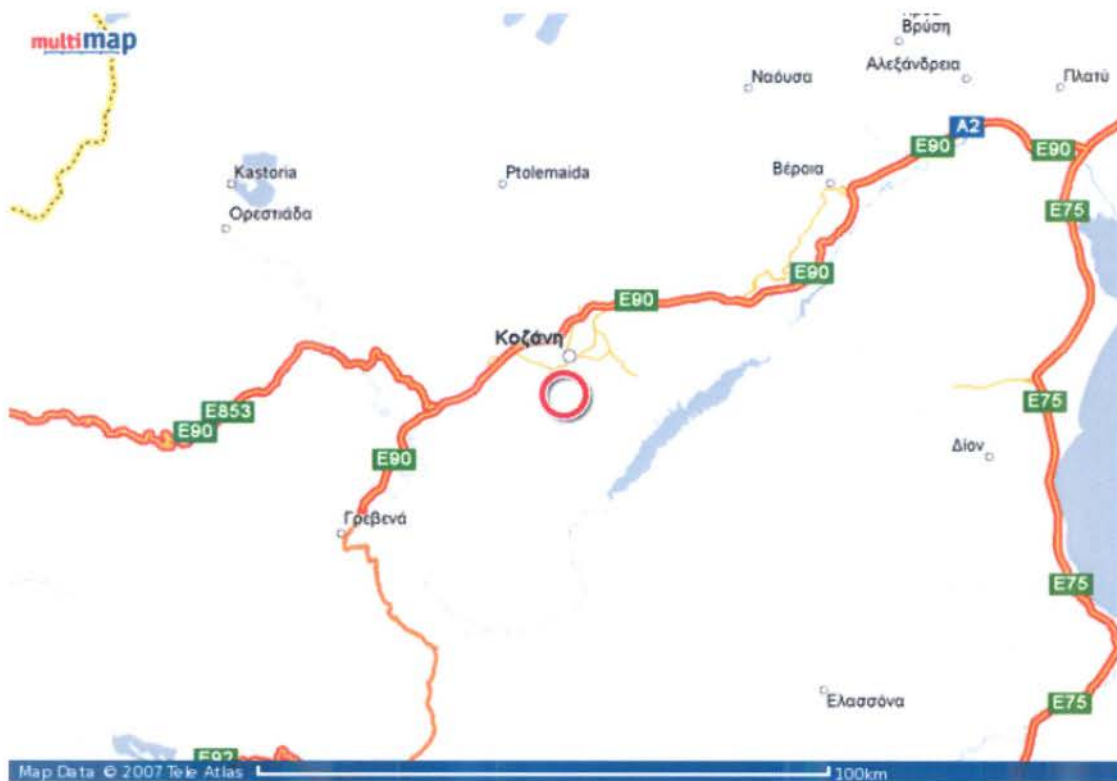 multimap
Βρύση
Αλεξάνδρεια
Πλατύ
Νάουσα
A2
E90
E90
Kastoria
Ptolemaida
Βέροια
Ορεστιάδα
E75
E90
E90
Κοζάνη
E853
E90
E75
E90
Δίον
Γρεβενά
E75
Ελασσόνα
E75
E92
Map Data © 2007 Tele Atlas
100km